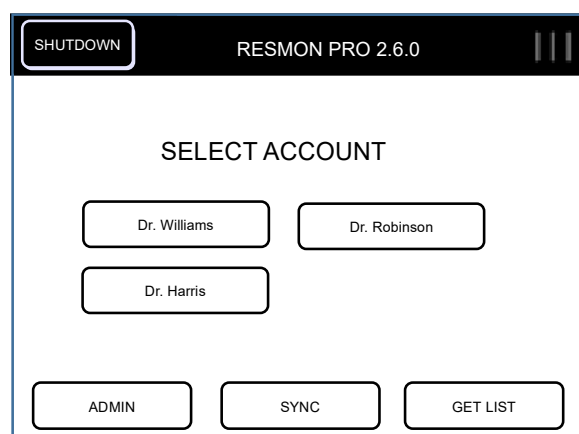 SHUTDOWN
RESMON PRO 2.6.0
SELECT ACCOUNT
Dr. Williams
Dr. Robinson
Dr. Harris
ADMIN
SYNC
GET LIST